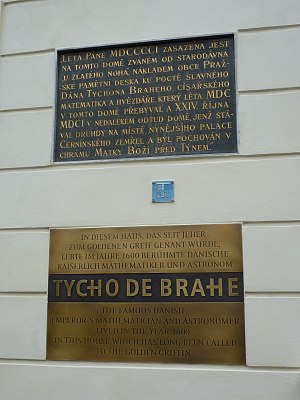 „LÉTA PÁNĚ MDCCCCI ZASAZENA JEST
NA TOMTO DOMĚ ZVANÉM OD STARODÁVNA
„U ZLATÉHO NOHA“, NÁKLADEM OBCE PRAŽ-
SKÉ PAMĚTNÍ DESKA KU POCTĚ SLAVNÉHO
DÁNA TYCHONA BRAHEHO, CÍSAŘSKÉHO
MATEMATIKA A HVĚZDÁŘE, KTERÝ LÉTA MDC
V TOMTO DOMĚ PŘEBÝVAL A XXIV. ŘÍJNA
MDCI V NEDALEKÉM ODTUD DOMĚ, JENŽ STÁ-
VAL DRUHDY NA MÍSTĚ NYNĚJŠÍHO PALÁCE
ČERNÍNSKÉHO ZEMŘEL A BYL POCHOVÁN V
CHRÁMU MATKY BOŽÍ PŘED TÝNEM.“
IN DIESEM HAUS, DAS SEIT JEHER
ZUM GOLDENEN GREIF GENANT WURDE,
LEBTE IM JAHRE 1600 BERÜHMTE DÄNISCHE
KAISERLICH MATHEMATIKER UND ASTRONOM
TYCHO DE BRAHE
THE FAMOUS DANISH
EMPEROR'S MATHEMATICIAN AND ASTRONOMER
LIVED IN THE YEAR 1600
IN THIS HOUSE WHICH HAS LONG BEEN CALLED
TO THE GOLDEN GRIFFIN